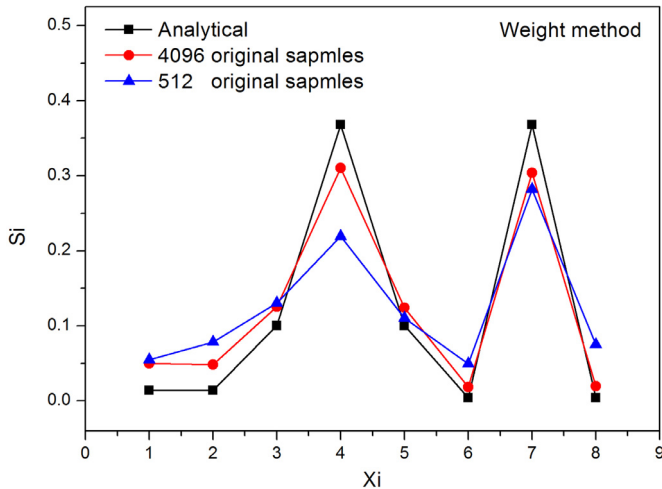 0.5
Analytical
Weight method
4096 original sapmles
512 original sapmles
0.4
0.3
Si
0.2
0.1
0.0
0 1 2 3 4 5 6 7 8 9
Xi